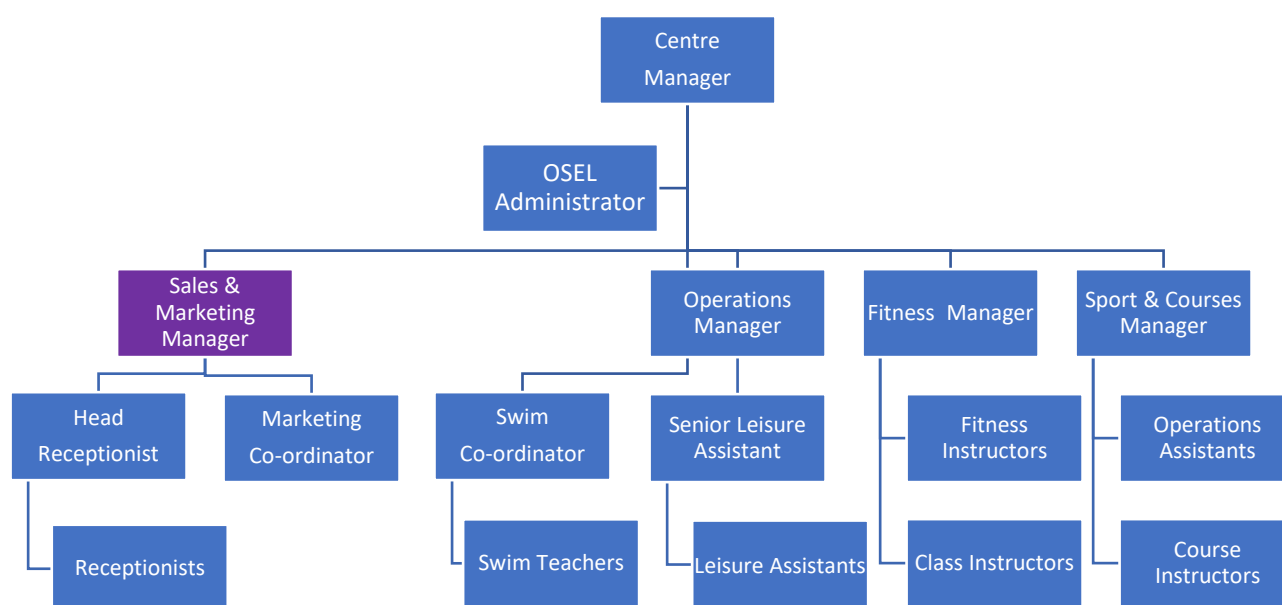 Centre
Manager
OSEL
Administrator
Sales &
Marketing
Manager
Operations
Manager
Fitness Manager
Sport & Courses
Manager
Head
Receptionist
Marketing
Co-ordinator
Swim
Co-ordinator
Senior Leisure
Assistant
Fitness
Instructors
Operations
Assistants
Receptionists
Swim Teachers
Leisure Assistants
Class Instructors
Course
Instructors